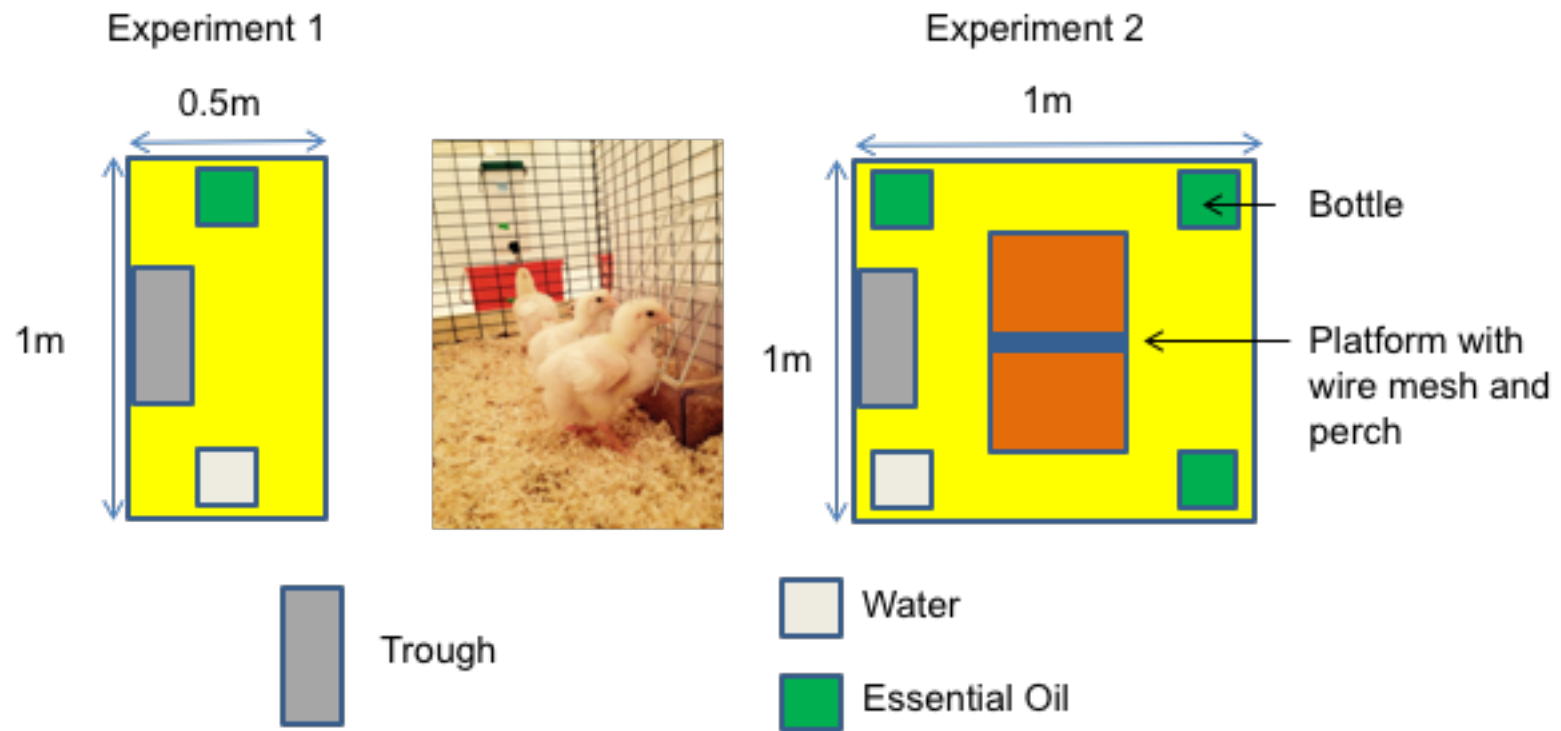 Experiment 1
Experiment 2
0.5m
1m
Bottle
1m
1m
Platform with
wire mesh and
perch
Water
Trough
Essential Oil